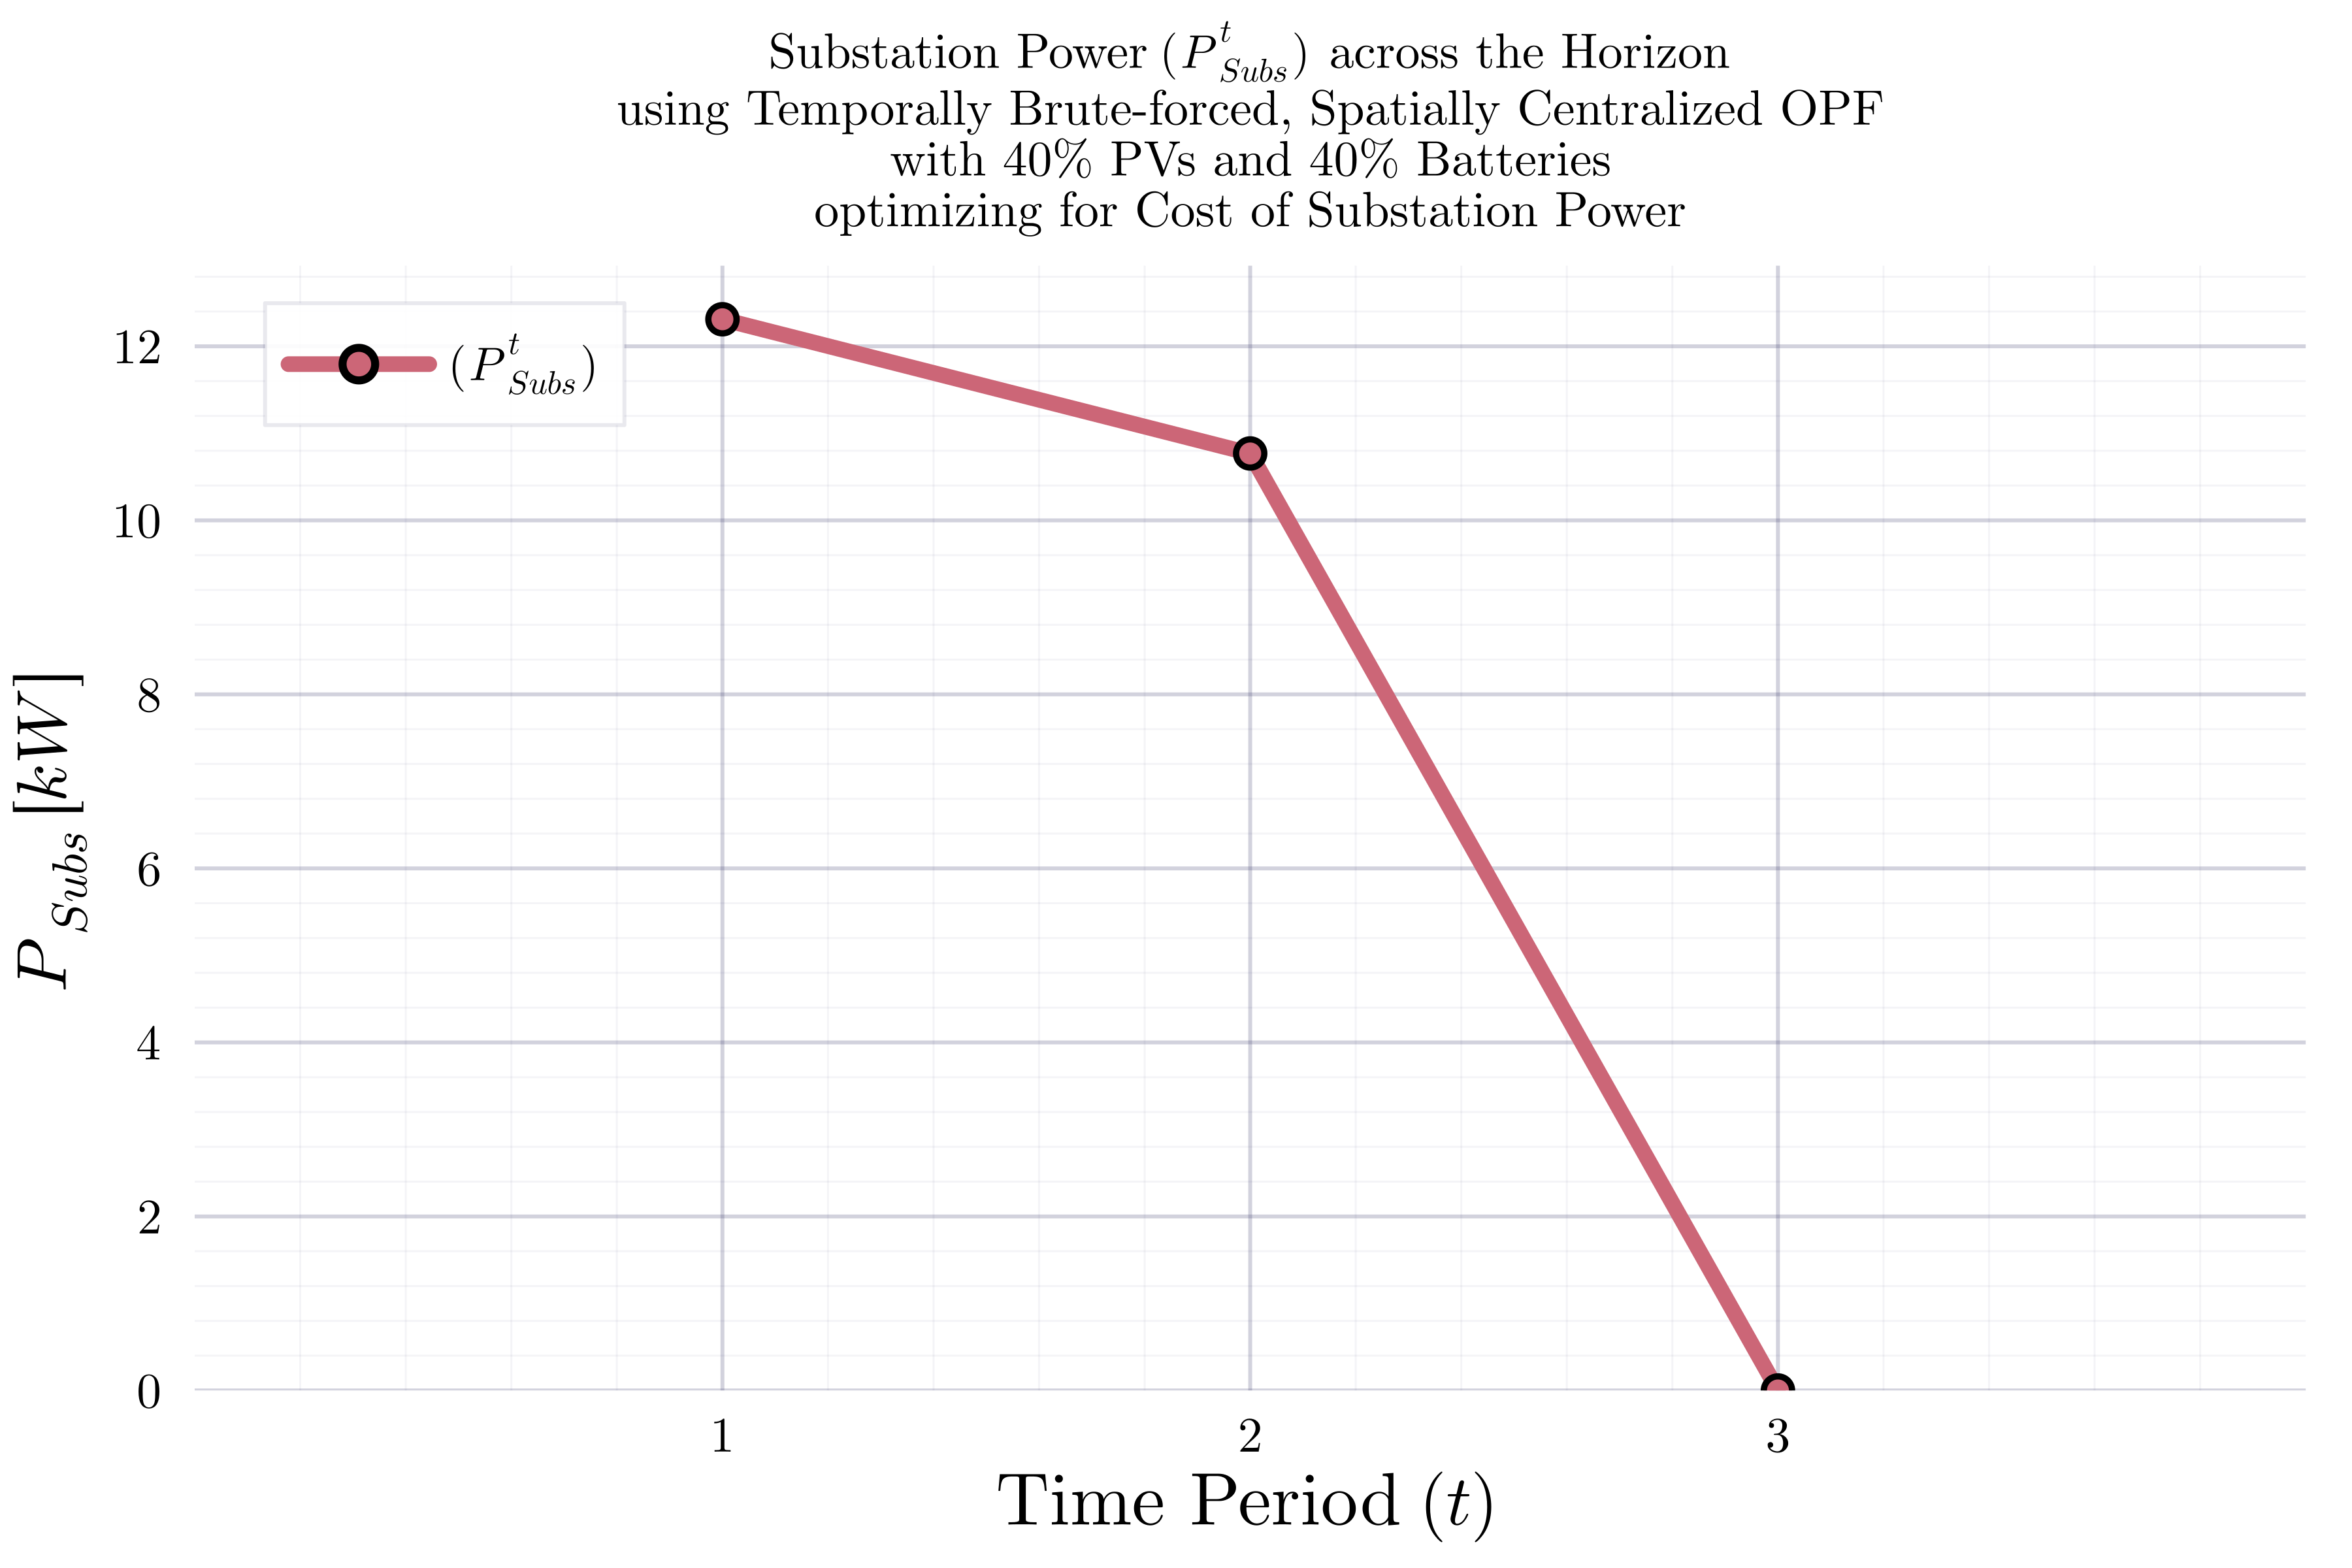 Substation Power (P^t_Subs) across the Horizon
using Temporally Brute-forced, Spatially Centralized OPF
with 40% PVs and 40% Batteries
optimizing for Cost of Substation Power
(P^t_Subs)
12
10
8
6
4
2
0
P_Subs [kW]
1 2 3
Time Period (t)